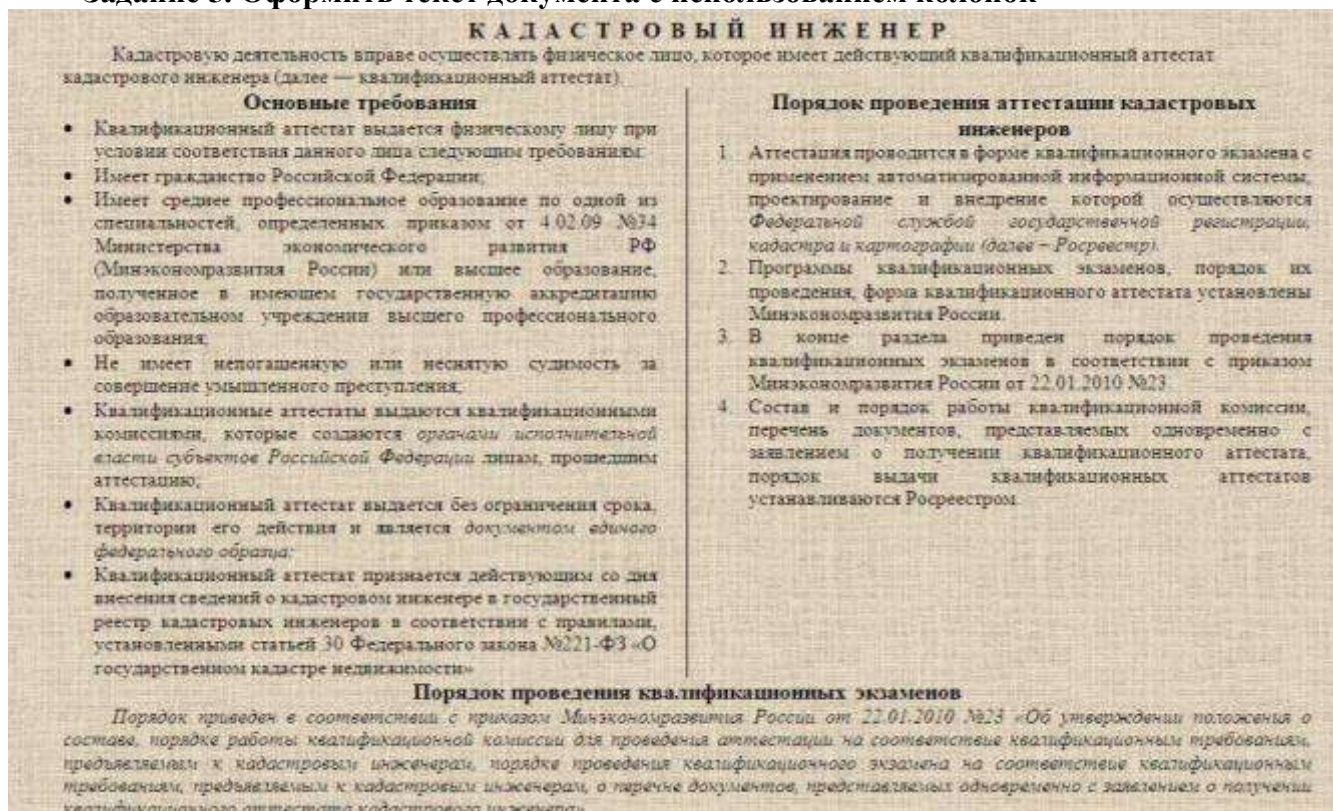 Задание 3. Оформить текст документа с использованием колонок
КАДАСТРОВЫЙ ИНЖЕНЕР
Кадастровую деятельность вправе осуществлять физическое лицо, которое имеет действующий квалификационный аттестат
кадастрового инженера (далее — квалификационный аттестат).
Основные требования
• Квалификационный аттестат выдается физическому лицу при
условии соответствия данного лица следующим требованиям:
• Имеет гражданство Российской Федерации;
• Имеет среднее профессиональное образование по одной из
специальностей, определенных приказом от 4.02.09 №34
Министерства экономического развития РФ
(Минэкономразвития России) или высшее образование,
полученное в имеющем государственную аккредитацию
образовательном учреждении высшего профессионального
образования;
• Не имеет непогашенную или неснятую судимость за
совершение умышленного преступления;
• Квалификационные аттестаты выдаются квалификационными
комиссиями, которые создаются органами исполнительной
власти субъектов Российской Федерации лицам, прошедшим
аттестацию;
• Квалификационный аттестат выдается без ограничения срока,
территории его действия и является документом единого
федерального образца;
• Квалификационный аттестат признается действующим со дня
внесения сведений о кадастровом инженере в государственный
реестр кадастровых инженеров в соответствии с правилами,
установленными статьей 30 Федерального закона №221-ФЗ «О
государственном кадастре недвижимости»
Порядок проведения аттестации кадастровых
инженеров
1. Аттестация проводится в форме квалификационного экзамена с
применением автоматизированной информационной системы,
проектирование и внедрение которой осуществляются
Федеральной службой государственной регистрации,
кадастра и картографии (далее – Росреестр).
2. Программы квалификационных экзаменов, порядок их
проведения, форма квалификационного аттестата установлены
Минэкономразвития России.
3. В конце раздела приведен порядок проведения
квалификационных экзаменов в соответствии с приказом
Минэкономразвития России от 22.01.2010 №23.
4. Состав и порядок работы квалификационной комиссии,
перечень документов, представляемых одновременно с
заявлением о получении квалификационного аттестата,
порядок выдачи квалификационных аттестатов
устанавливаются Росреестром.
Порядок проведения квалификационных экзаменов
Порядок приведен в соответствии с приказом Минэкономразвития России от 22.01.2010 №23 «Об утверждении положения о
составе, порядке работы квалификационной комиссии для проведения аттестации на соответствие квалификационным требованиям,
предъявляемым к кадастровым инженерам, порядке проведения квалификационного экзамена на соответствие квалификационным
требованиям, предъявляемым к кадастровым инженерам, о перечне документов, представляемых одновременно с заявлением о получении
квалификационного аттестата кадастрового инженера»